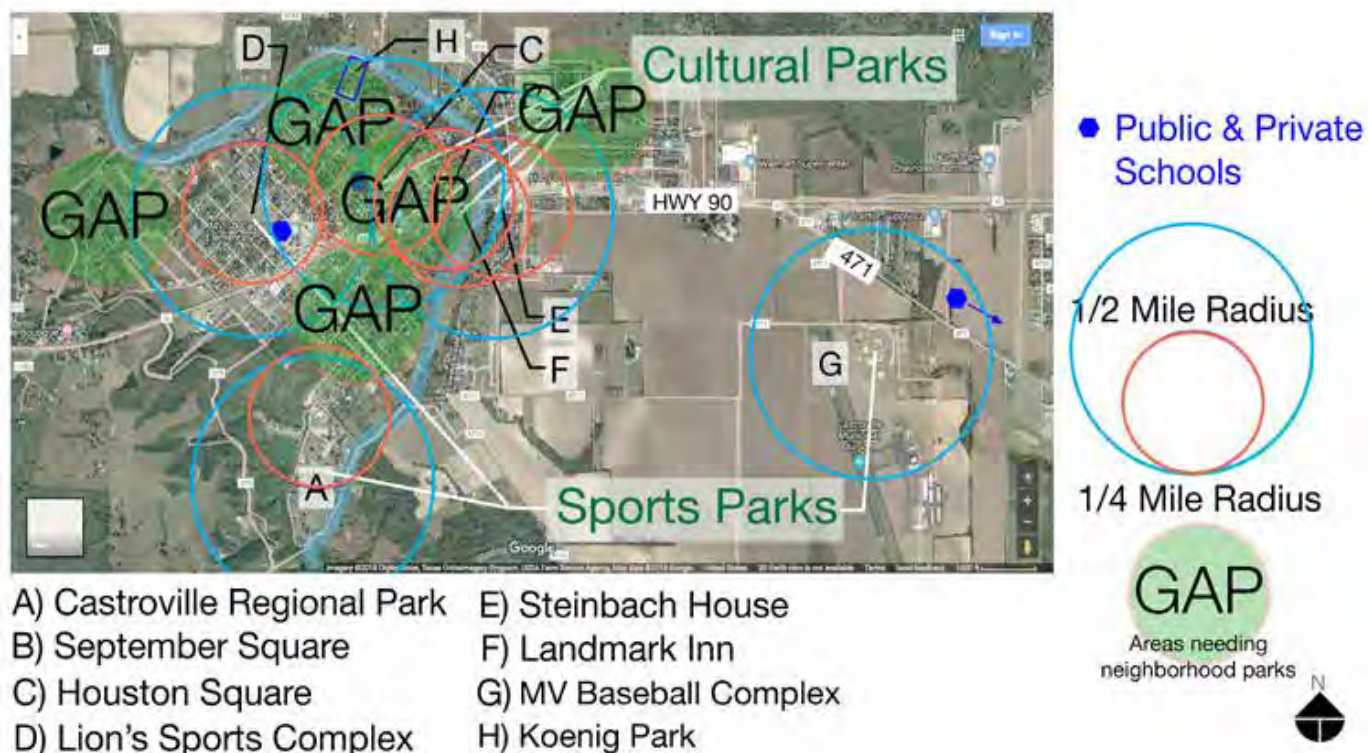 Sign in
D
H
C
Cultural Parks
GAP
GAP
GAP
GAP
GAP
HWY 90
471
E
F
G
A
Sports Parks
Google
Public & Private
Schools
1/2 Mile Radius
1/4 Mile Radius
GAP
Areas needing
neighborhood parks
N
A) Castroville Regional Park
B) September Square
C) Houston Square
D) Lion's Sports Complex
E) Steinbach House
F) Landmark Inn
G) MV Baseball Complex
H) Koenig Park